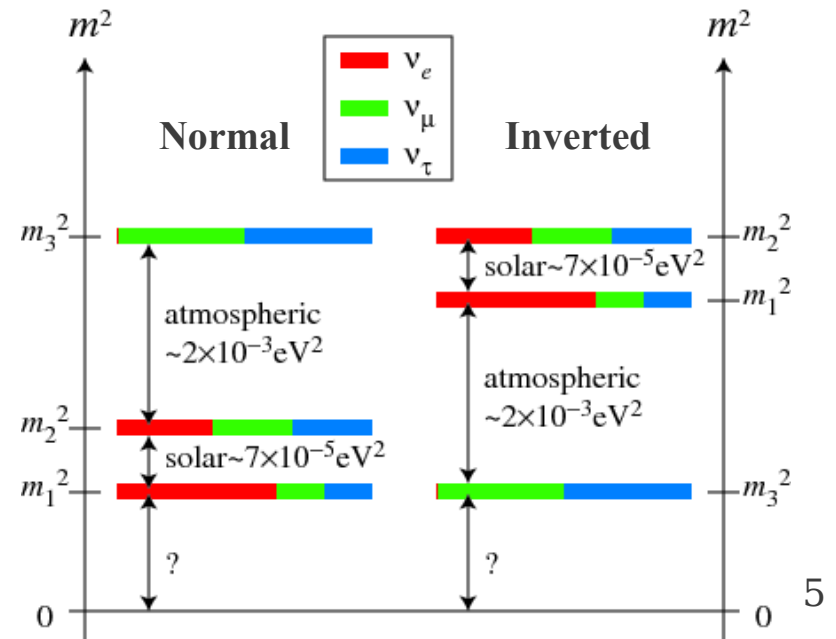 m²
m²
νₑ
ν_μ
ν_τ
Normal
Inverted
m₃²
m₂²
solar~7×10⁻⁵eV²
m₁²
atmospheric
~2×10⁻³eV²
atmospheric
~2×10⁻³eV²
m₂²
solar~7×10⁻⁵eV²
m₁²
m₃²
?
?
0
0
5